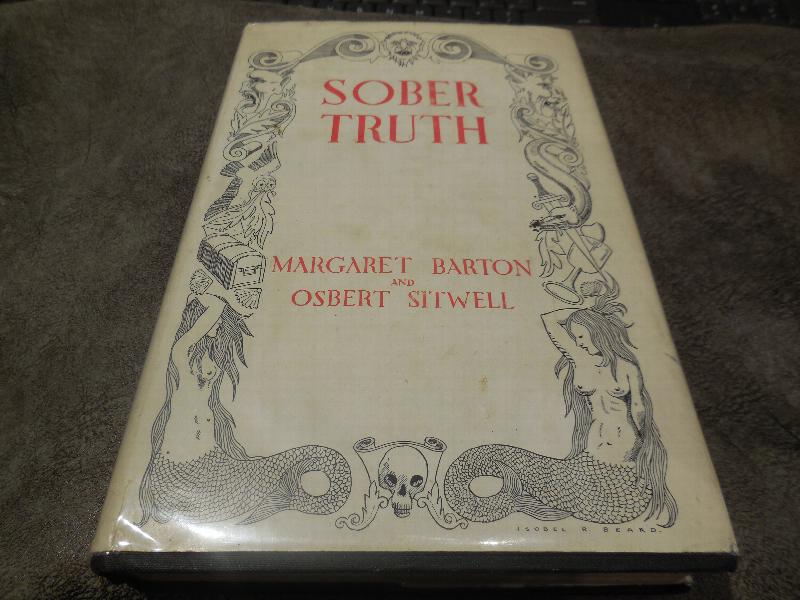 SOBER
TRUTH
MARGARET BARTON
AND
OSBERT SITWELL
ISOBEL R. BEARD.